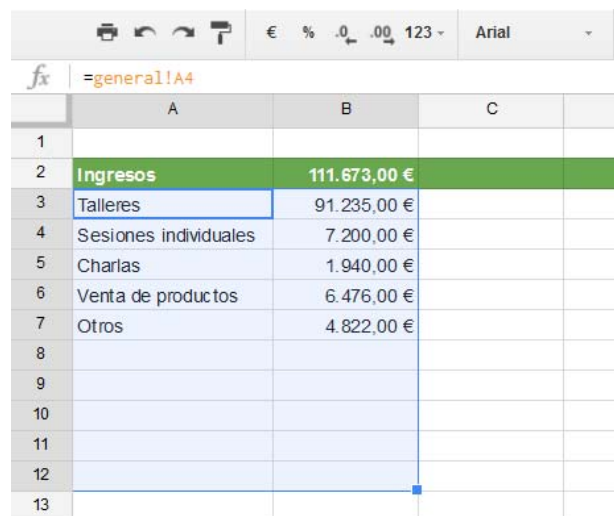 € % .0 .00 123 Arial
fx =general!A4
A B C
1
2 Ingresos 111.673,00 €
3 Talleres 91.235,00 €
4 Sesiones individuales 7.200,00 €
5 Charlas 1.940,00 €
6 Venta de productos 6.476,00 €
7 Otros 4.822,00 €
8
9
10
11
12
13